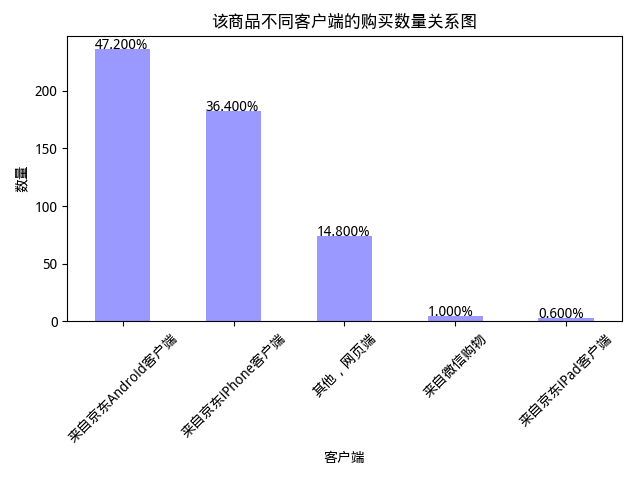 该商品不同客户端的购买数量关系图
47.200%
36.400%
14.800%
1.000%
0.600%
200
150
100
50
0
数量
来自京东Android客户端
来自京东iPhone客户端
其他，网页端
来自微信购物
来自京东iPad客户端
客户端